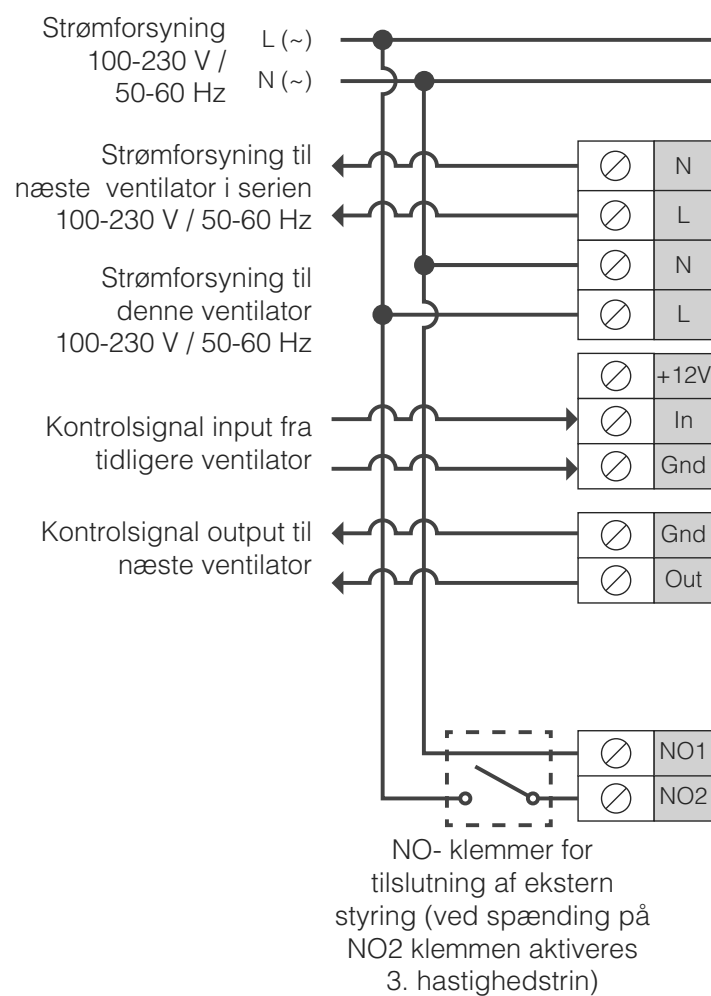 Strømforsyning
100-230 V /
50-60 Hz
L (~)
N (~)
Strømforsyning til
næste ventilator i serien
100-230 V / 50-60 Hz
N
L
Strømforsyning til
denne ventilator
100-230 V / 50-60 Hz
N
L
+12V
Kontrolsignal input fra
tidligere ventilator
In
Gnd
Kontrolsignal output til
næste ventilator
Gnd
Out
NO1
NO2
NO- klemmer for
tilslutning af ekstern
styring (ved spænding på
NO2 klemmen aktiveres
3. hastighedstrin)